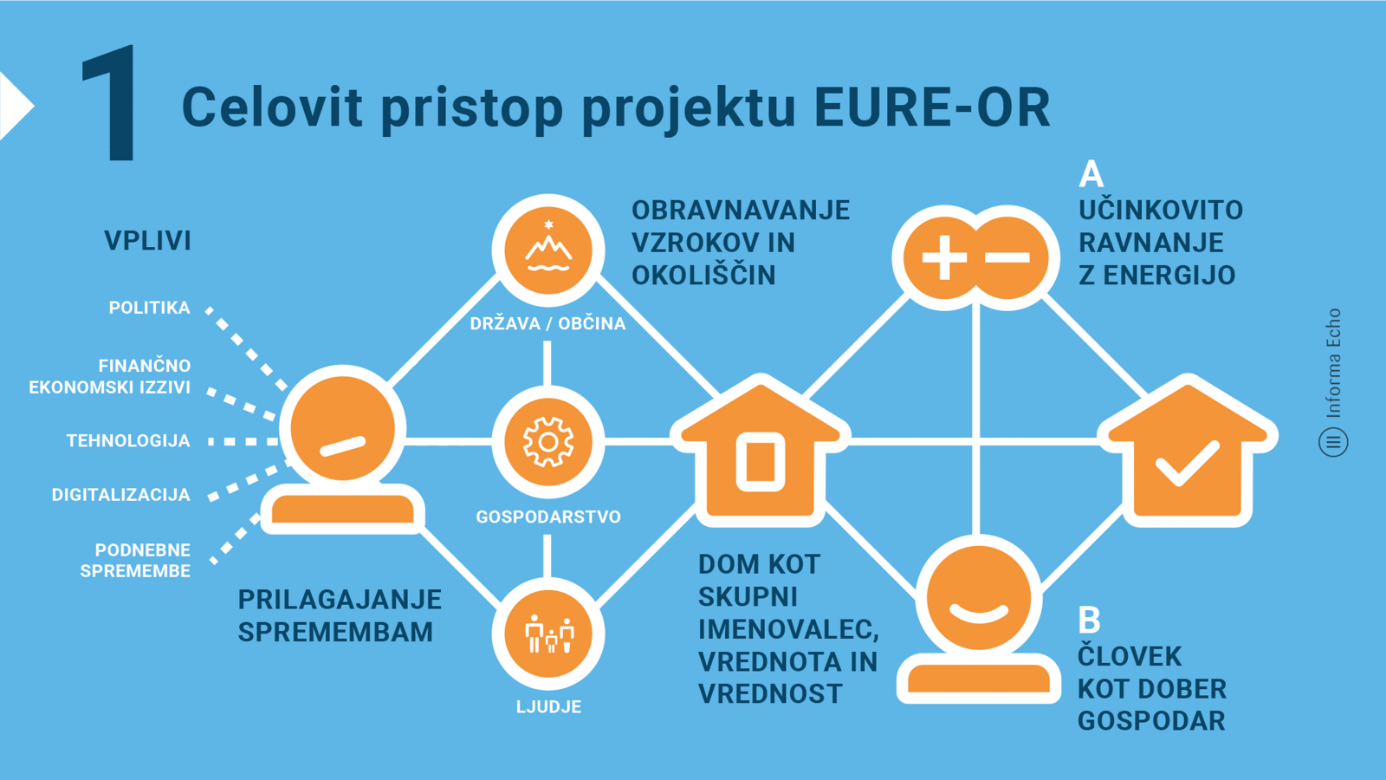 1
Celovit pristop projektu EURE-OR
VPLIVI
POLITIKA
FINANČNO
EKONOMSKI IZZIVI
TEHNOLOGIJA
DIGITALIZACIJA
PODNEBNE
SPREMEMBE
PRILAGAJANJE
SPREMEMBAM
DRŽAVA / OBČINA
GOSPODARSTVO
LJUDJE
OBRAVNAVANJE
VZROKOV IN
OKOLIŠČIN
DOM KOT
SKUPNI
IMENOVALEC,
VREDNOTA IN
VREDNOST
A
UČINKOVITO
RAVNANJE
Z ENERGIJO
B
ČLOVEK
KOT DOBER
GOSPODAR
Informa Echo